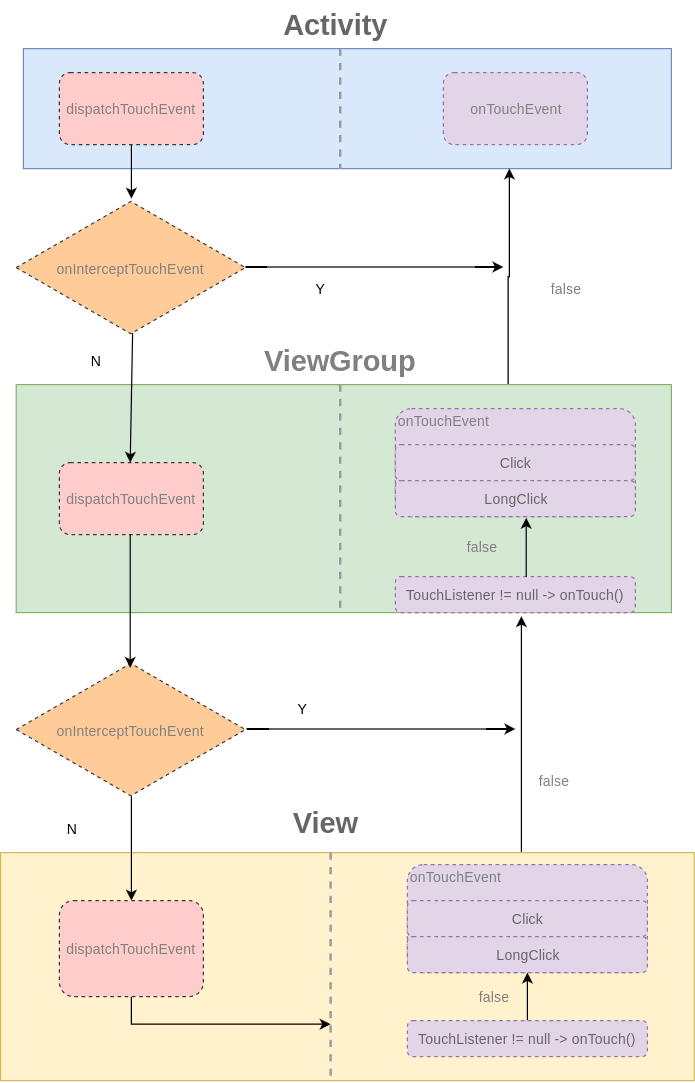 Activity
dispatchTouchEvent
onTouchEvent
onInterceptTouchEvent
Y
false
N
ViewGroup
onTouchEvent
Click
dispatchTouchEvent
LongClick
false
TouchListener != null -> onTouch()
Y
onInterceptTouchEvent
false
N
View
onTouchEvent
Click
dispatchTouchEvent
LongClick
false
TouchListener != null -> onTouch()